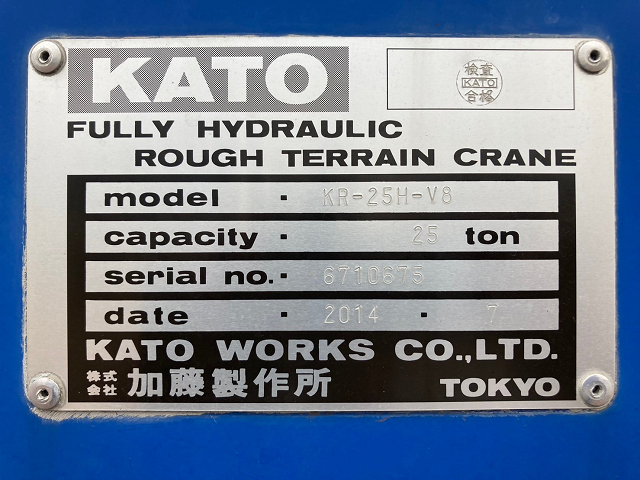 KATO
検査
KATO
合格
FULLY HYDRAULIC
ROUGH TERRAIN CRANE
model · KR-25H-V8
capacity · 25 ton
serial no. · 6710675
date · 2014 · 7
KATO WORKS CO.,LTD.
株式会社 加藤製作所 TOKYO